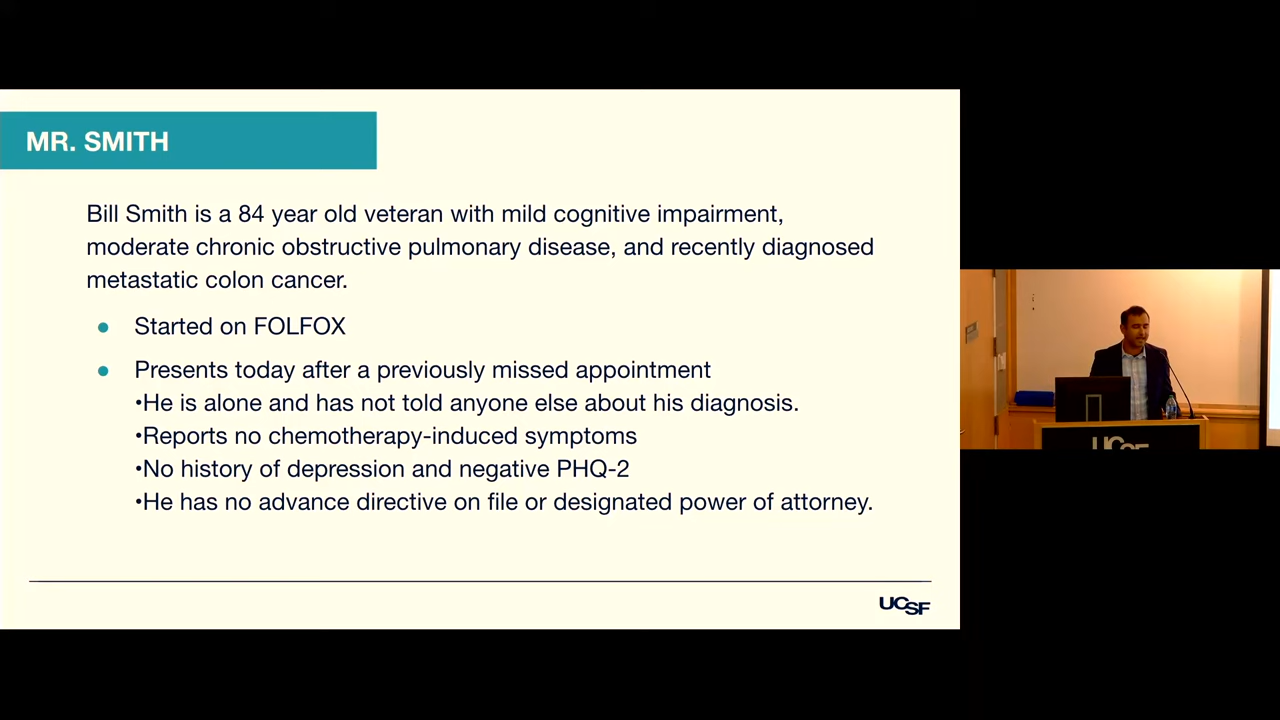 MR. SMITH
Bill Smith is a 84 year old veteran with mild cognitive impairment,
moderate chronic obstructive pulmonary disease, and recently diagnosed
metastatic colon cancer.
● Started on FOLFOX
● Presents today after a previously missed appointment
•He is alone and has not told anyone else about his diagnosis.
•Reports no chemotherapy-induced symptoms
•No history of depression and negative PHQ-2
•He has no advance directive on file or designated power of attorney.
UCSF
UCSF